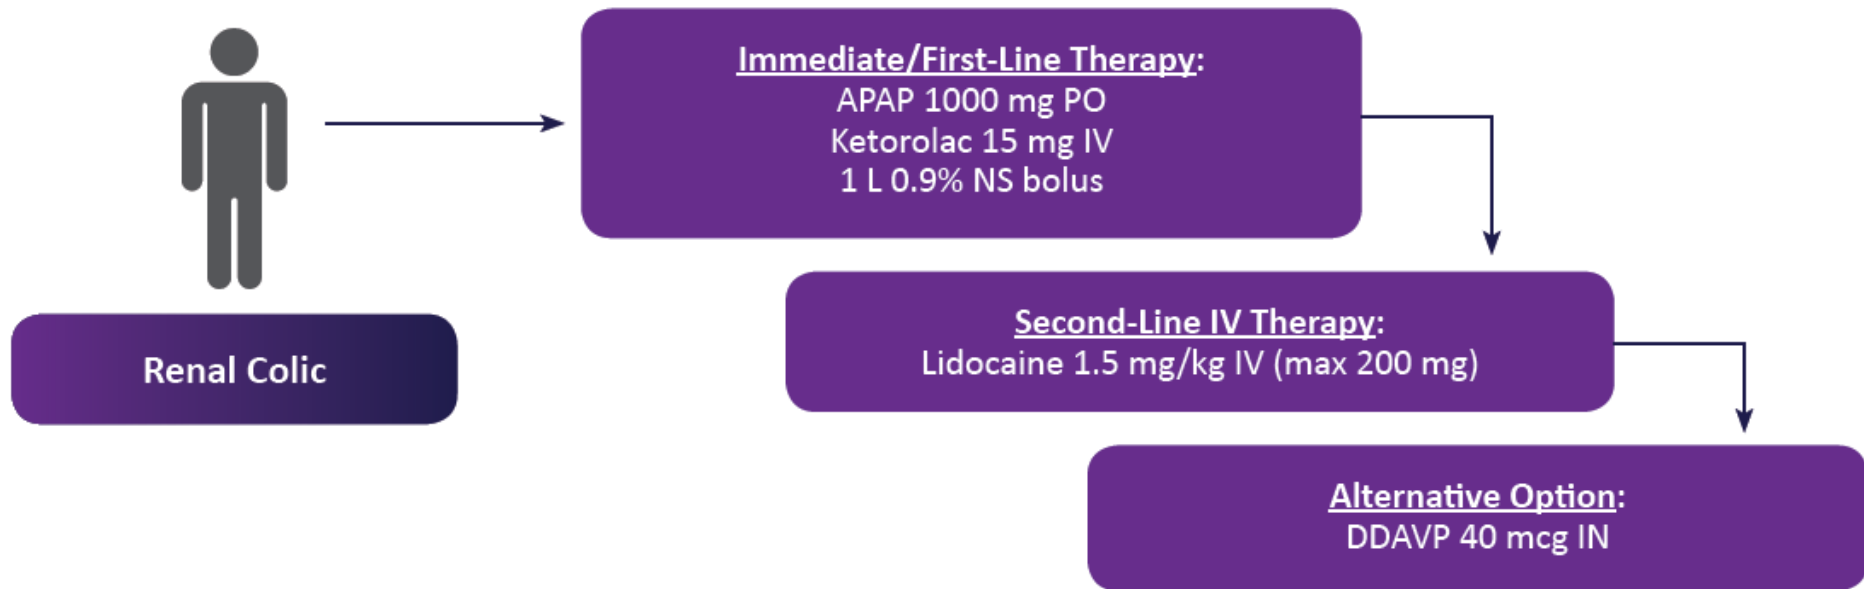 Renal Colic
Immediate/First-Line Therapy:
APAP 1000 mg PO
Ketorolac 15 mg IV
1 L 0.9% NS bolus
Second-Line IV Therapy:
Lidocaine 1.5 mg/kg IV (max 200 mg)
Alternative Option:
DDAVP 40 mcg IN